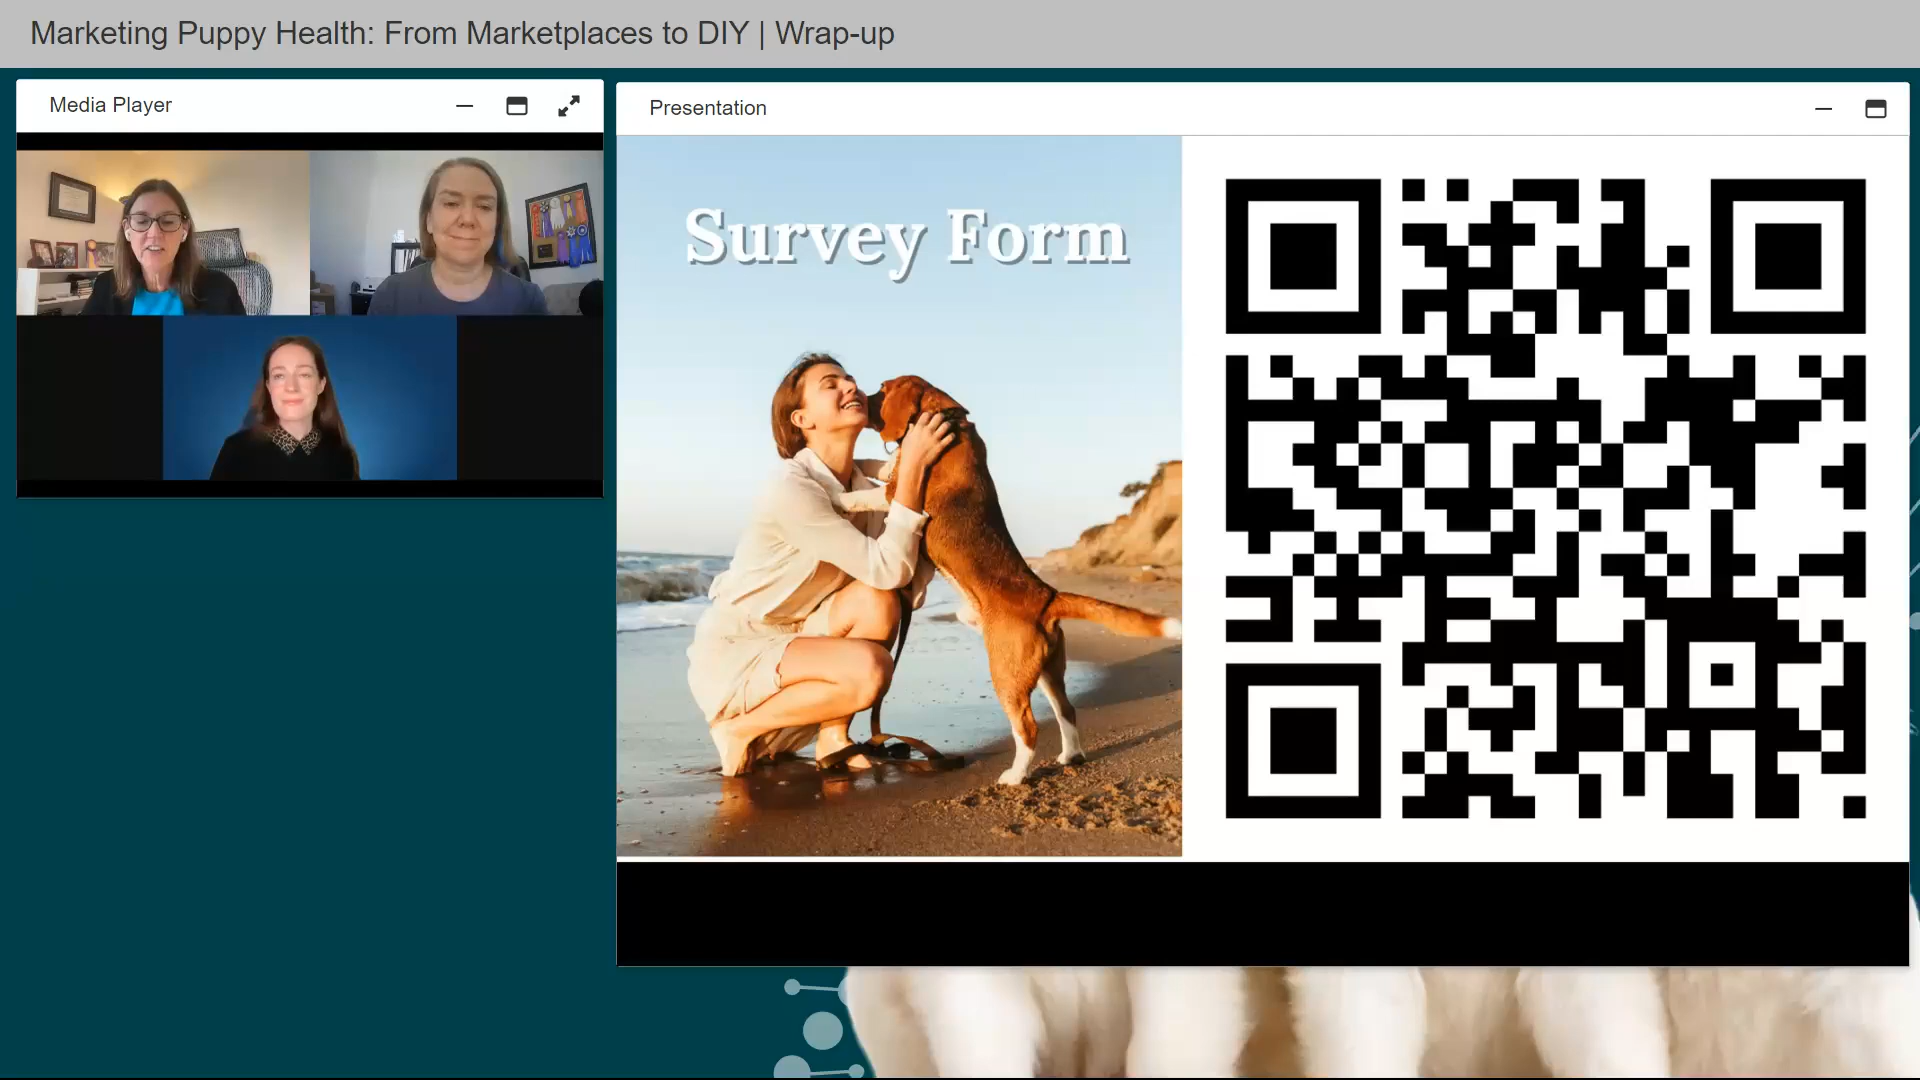 Marketing Puppy Health: From Marketplaces to DIY | Wrap-up
Media Player
Presentation
Survey Form